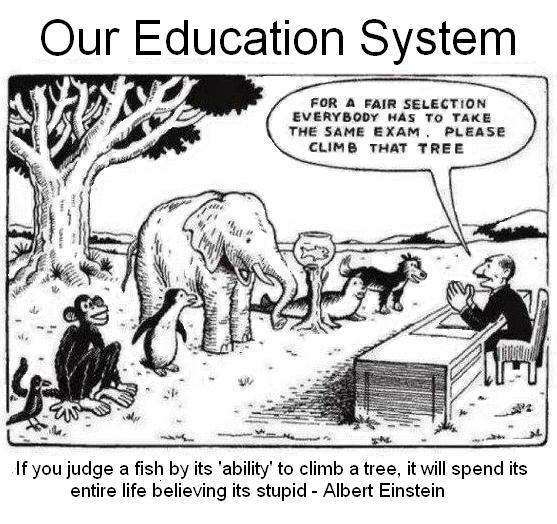 Our Education System
FOR A FAIR SELECTION
EVERYBODY HAS TO TAKE
THE SAME EXAM. PLEASE
CLIMB THAT TREE
If you judge a fish by its 'ability' to climb a tree, it will spend its
entire life believing its stupid - Albert Einstein